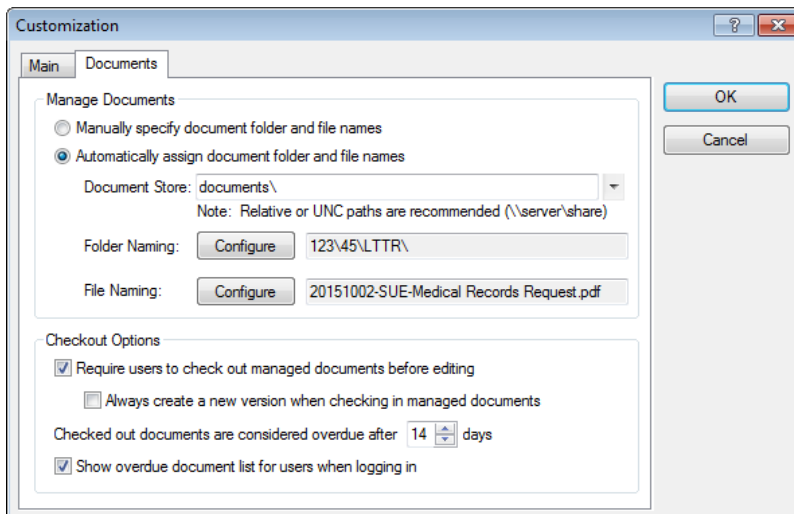 Customization
Main
Documents
OK
Cancel
Manage Documents
Manually specify document folder and file names
Automatically assign document folder and file names
Document Store: documents\
Note: Relative or UNC paths are recommended (\\server\share)
Folder Naming: Configure 123\45\LTTR\
File Naming: Configure 20151002-SUE-Medical Records Request.pdf
Checkout Options
Require users to check out managed documents before editing
Always create a new version when checking in managed documents
Checked out documents are considered overdue after 14 days
Show overdue document list for users when logging in